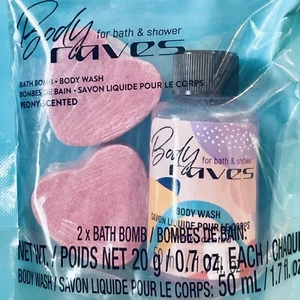 Body
for bath & shower
raves
BATH BOMB • BODY WASH
BOMBES DE BAIN • SAVON LIQUIDE POUR LE CORPS
PEONY SCENTED
Body
for bath & shower
raves
BODY WASH
SAVON LIQUIDE POUR LE CORPS
2 x BATH BOMB / BOMBES DE BAIN:
NET WT. / POIDS NET 20 g / 0.7 oz. EACH / CHAQUE
BODY WASH / SAVON LIQUIDE POUR LE CORPS: 50 mL / 1.7 fl. oz